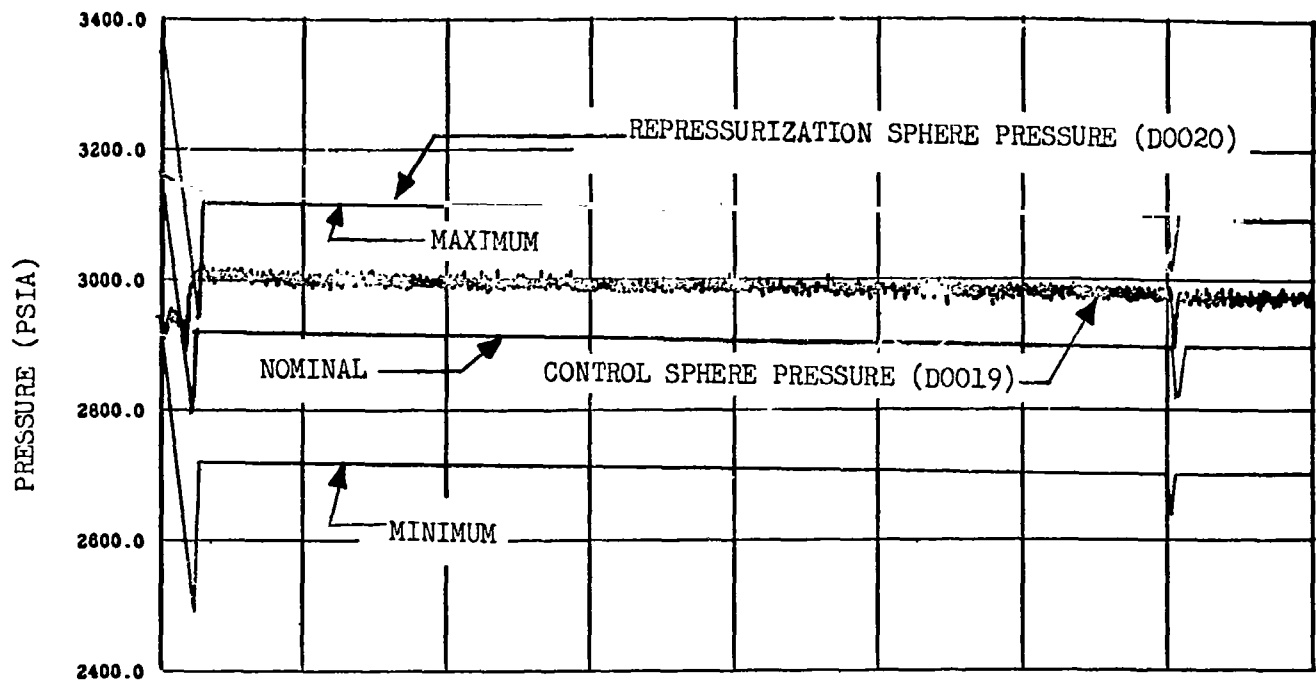 3400.0
REPRESSURIZATION SPHERE PRESSURE (D0020)
3200.0
MAXIMUM
3000.0
PRESSURE (PSIA)
NOMINAL
CONTROL SPHERE PRESSURE (D0019)
2800.0
MINIMUM
2600.0
2400.0